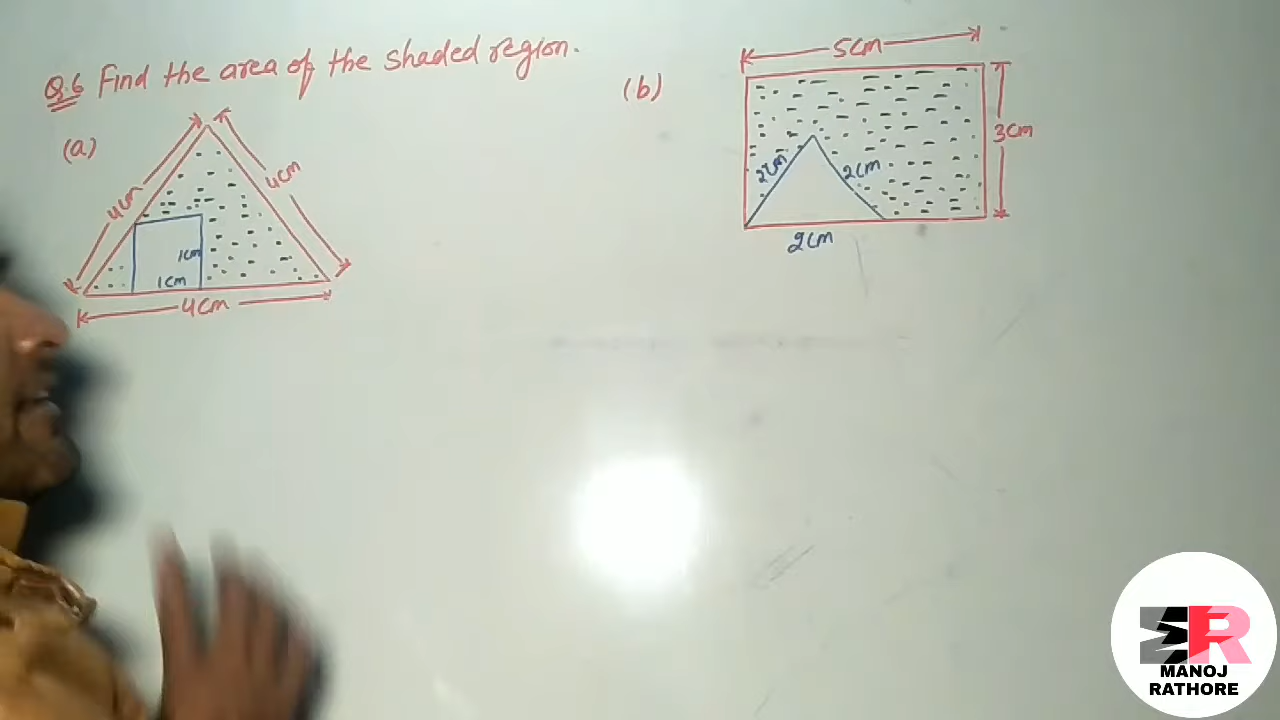 Q.6 Find the area of the shaded region.
(a)
4cm
4cm
1cm
1cm
4cm
(b)
5cm
3cm
2cm
2cm
2cm
MANOJ
RATHORE